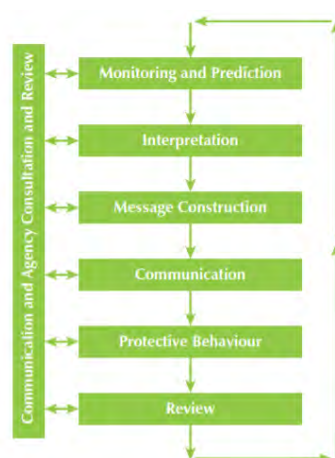 Communication and Agency Consultation and Review
Monitoring and Prediction
Interpretation
Message Construction
Communication
Protective Behaviour
Review